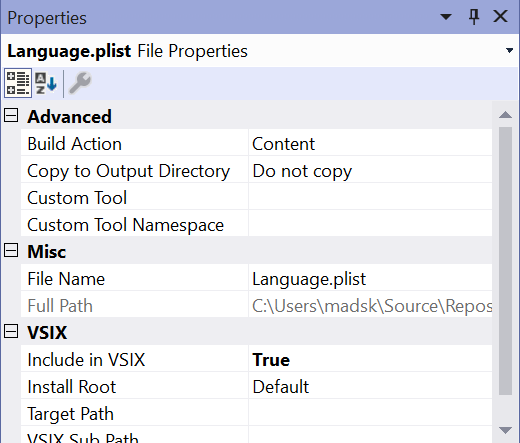 Properties
Language.plist File Properties
Advanced
Build Action Content
Copy to Output Directory Do not copy
Custom Tool
Custom Tool Namespace
Misc
File Name Language.plist
Full Path C:\Users\madsk\Source\Repos
VSIX
Include in VSIX True
Install Root Default
Target Path
VSIX Sub Path